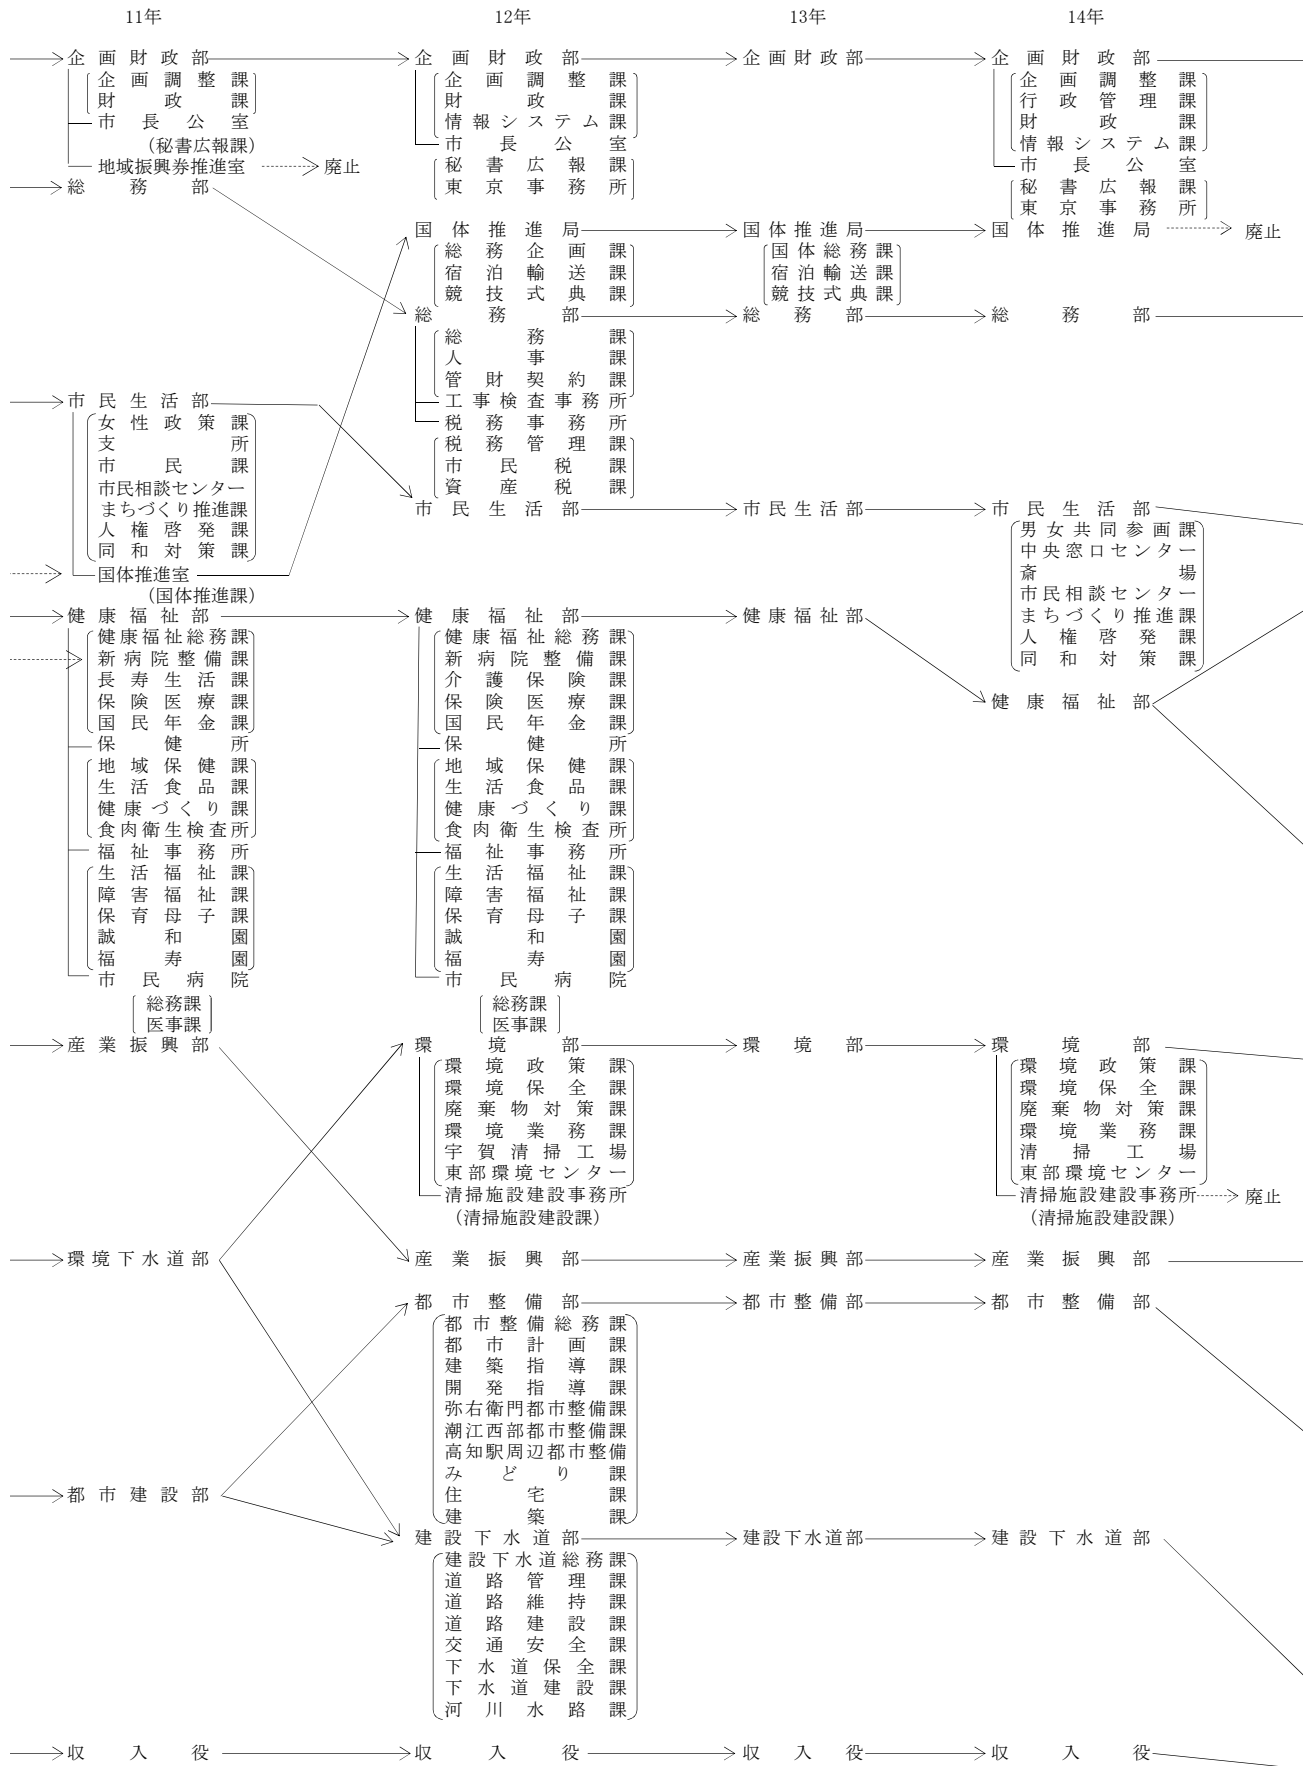 11年
12年
13年
14年
企画財政部
企画調整課
財政課
市長公室
（秘書広報課）
地域振興券推進室
廃止
総務部
市民生活部
女性政策課
支所
市民課
市民相談センター
まちづくり推進課
人権啓発課
同和対策課
国体推進室
（国体推進課）
健康福祉部
健康福祉総務課
新病院整備課
長寿生活課
保険医療課
国民年金課
保健所
地域保健課
生活食品課
健康づくり課
食肉衛生検査所
福祉事務所
生活福祉課
障害福祉課
保育母子課
誠和園
福寿園
市民病院
総務課
医事課
産業振興部
環境下水道部
都市建設部
収入役
企画財政部
企画調整課
財政課
情報システム課
市長公室
秘書広報課
東京事務所
国体推進局
総務企画課
宿泊輸送課
競技式典課
総務部
総務課
人事課
管財契約課
工事検査事務所
税務事務所
税務管理課
市民税課
資産税課
市民生活部
健康福祉部
健康福祉総務課
新病院整備課
介護保険課
保険医療課
国民年金課
保健所
地域保健課
生活食品課
健康づくり課
食肉衛生検査所
福祉事務所
生活福祉課
障害福祉課
保育母子課
誠和園
福寿園
市民病院
総務課
医事課
環境部
環境政策課
環境保全課
廃棄物対策課
環境業務課
宇賀清掃工場
東部環境センター
清掃施設建設事務所
（清掃施設建設課）
産業振興部
都市整備部
都市整備総務課
都市計画課
建築指導課
開発指導課
弥右衛門都市整備課
潮江西部都市整備課
高知駅周辺都市整備
みどり課
住宅課
建築課
建設下水道部
建設下水道総務課
道路管理課
道路維持課
道路建設課
交通安全課
下水道保全課
下水道建設課
河川水路課
収入役
企画財政部
国体推進局
国体総務課
宿泊輸送課
競技式典課
総務部
市民生活部
健康福祉部
環境部
産業振興部
都市整備部
建設下水道部
収入役
企画財政部
企画調整課
行政管理課
財政課
情報システム課
市長公室
秘書広報課
東京事務所
国体推進局
廃止
総務部
市民生活部
男女共同参画課
中央窓口センター
斎場
市民相談センター
まちづくり推進課
人権啓発課
同和対策課
健康福祉部
環境部
環境政策課
環境保全課
廃棄物対策課
環境業務課
清掃工場
東部環境センター
清掃施設建設事務所
廃止
（清掃施設建設課）
産業振興部
都市整備部
建設下水道部
収入役